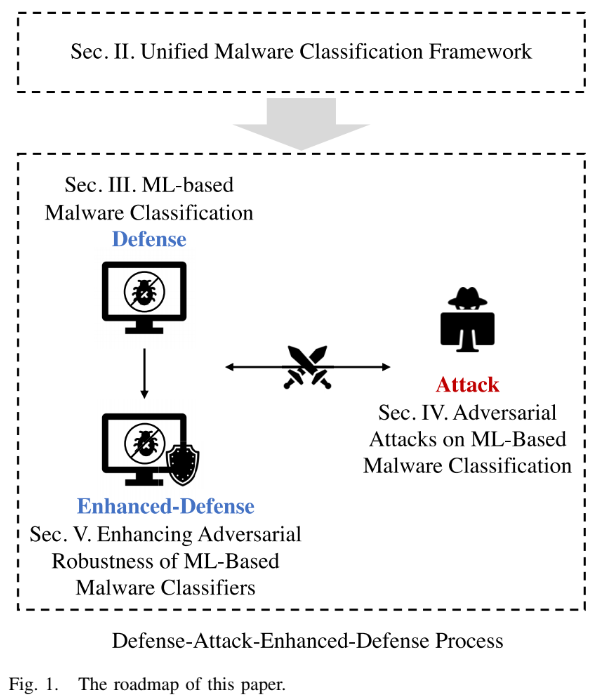 Sec. II. Unified Malware Classification Framework
Sec. III. ML-based
Malware Classification
Defense
Attack
Sec. IV. Adversarial
Attacks on ML-Based
Malware Classification
Enhanced-Defense
Sec. V. Enhancing Adversarial
Robustness of ML-Based
Malware Classifiers
Defense-Attack-Enhanced-Defense Process
Fig. 1. The roadmap of this paper.